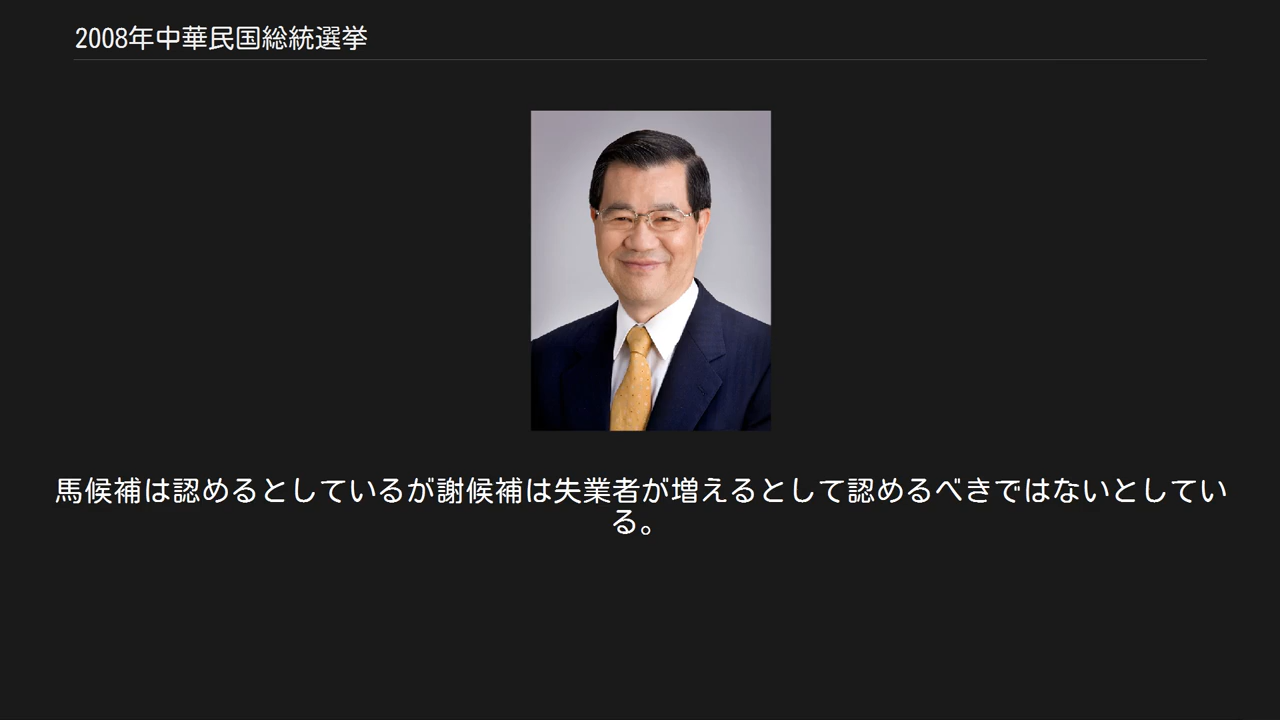 2008年中華民国総統選挙
馬候補は認めるとしているが謝候補は失業者が増えるとして認めるべきではないとしてい
る。